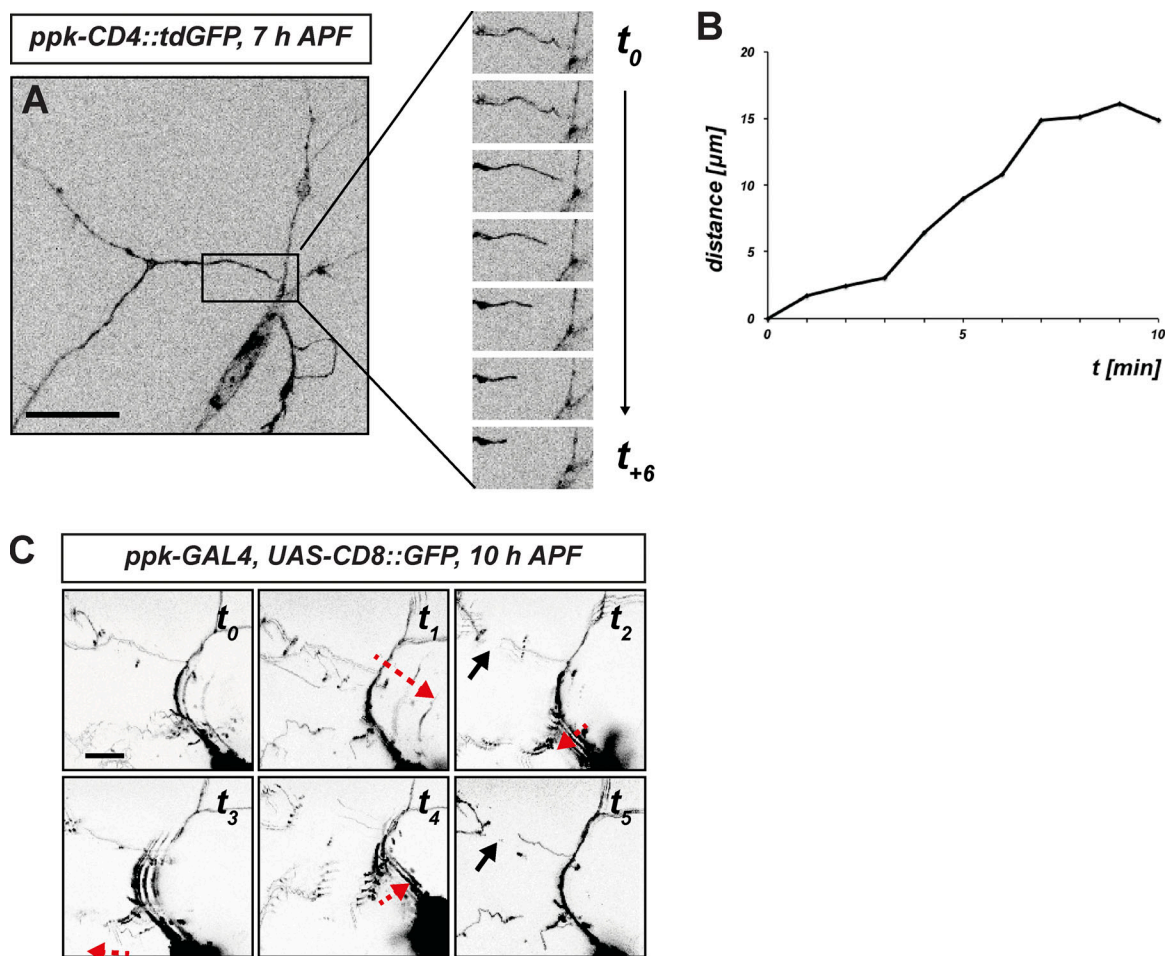 ppk-CD4::tdGFP, 7 h APF
A
t0
t+6
B
20
15
10
5
0
distance [µm]
0
5
10
t [min]
C
ppk-GAL4, UAS-CD8::GFP, 10 h APF
t0
t1
t2
t3
t4
t5